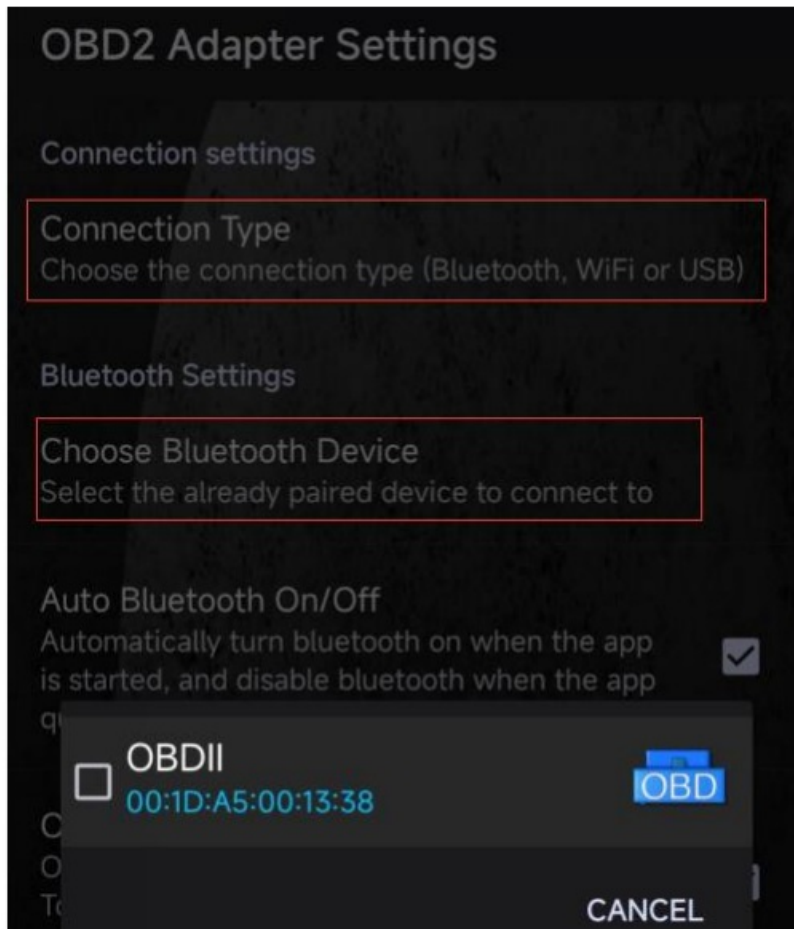 OBD2 Adapter Settings
Connection settings
Connection Type
Choose the connection type (Bluetooth, WiFi or USB)
Bluetooth Settings
Choose Bluetooth Device
Select the already paired device to connect to
Auto Bluetooth On/Off
Automatically turn bluetooth on when the app
is started, and disable bluetooth when the app
OBDII
OBD
00:1D:A5:00:13:38
CANCEL